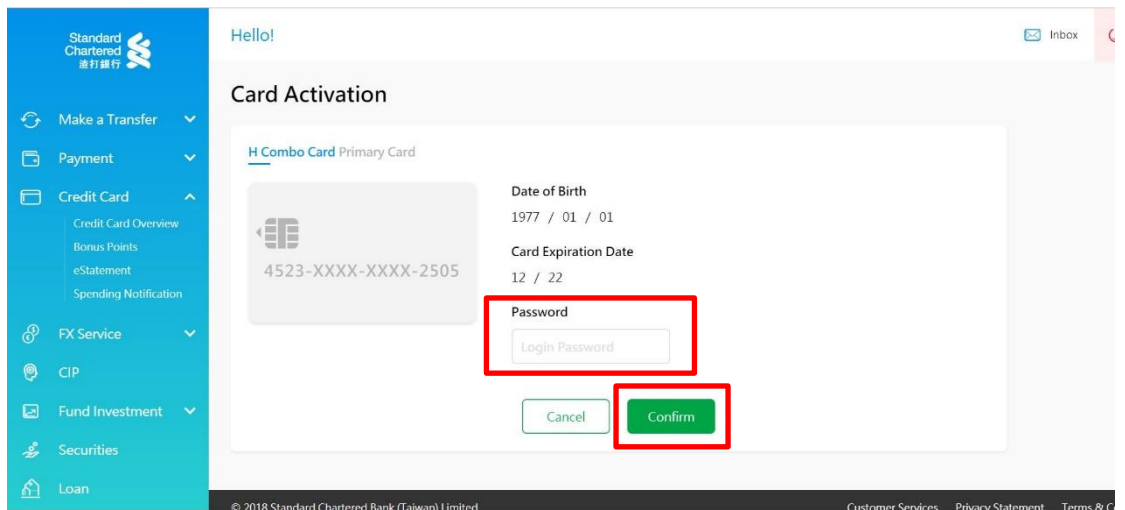 Standard
Chartered
渣打銀行
Make a Transfer
Payment
Credit Card
Credit Card Overview
Bonus Points
eStatement
Spending Notification
FX Service
CIP
Fund Investment
Securities
Loan
Hello!
Inbox
Card Activation
H Combo Card Primary Card
4523-XXXX-XXXX-2505
Date of Birth
1977 / 01 / 01
Card Expiration Date
12 / 22
Password
Login Password
Cancel Confirm
© 2018 Standard Chartered Bank (Taiwan) Limited
Customer Services Privacy Statement Terms &